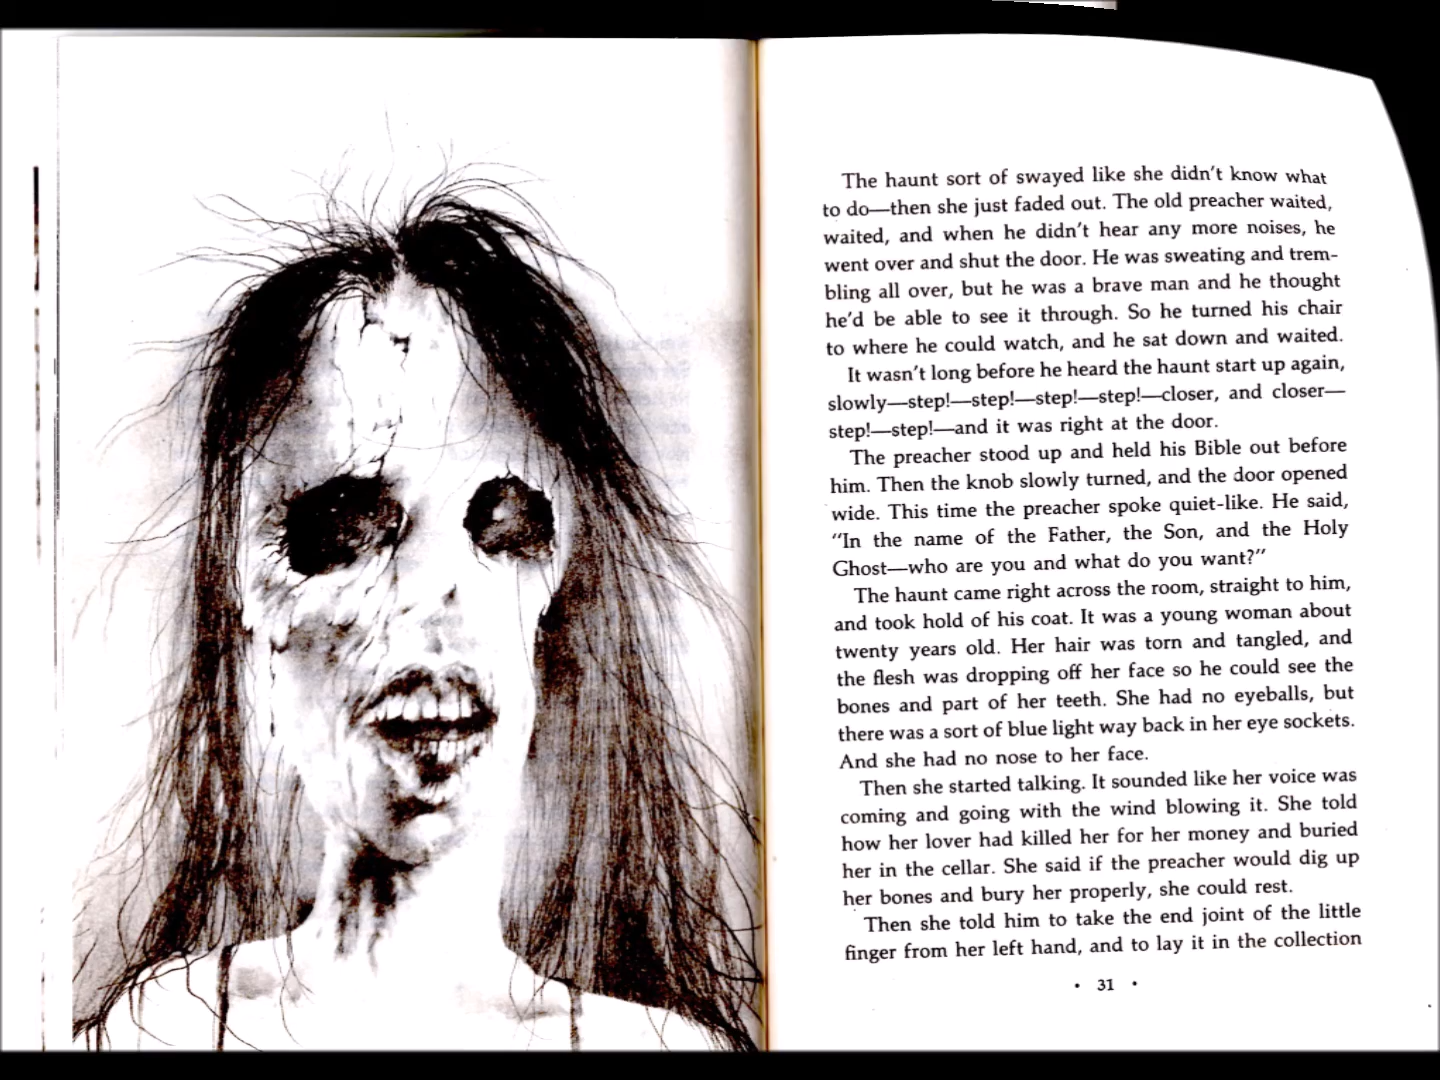 The haunt sort of swayed like she didn't know what
to do—then she just faded out. The old preacher waited,
waited, and when he didn't hear any more noises, he
went over and shut the door. He was sweating and trem-
bling all over, but he was a brave man and he thought
he'd be able to see it through. So he turned his chair
to where he could watch, and he sat down and waited.
It wasn't long before he heard the haunt start up again,
slowly—step!—step!—step!—step!—closer, and closer—
step!—step!—and it was right at the door.
The preacher stood up and held his Bible out before
him. Then the knob slowly turned, and the door opened
wide. This time the preacher spoke quiet-like. He said,
“In the name of the Father, the Son, and the Holy
Ghost—who are you and what do you want?”
The haunt came right across the room, straight to him,
and took hold of his coat. It was a young woman about
twenty years old. Her hair was torn and tangled, and
the flesh was dropping off her face so he could see the
bones and part of her teeth. She had no eyeballs, but
there was a sort of blue light way back in her eye sockets.
And she had no nose to her face.
Then she started talking. It sounded like her voice was
coming and going with the wind blowing it. She told
how her lover had killed her for her money and buried
her in the cellar. She said if the preacher would dig up
her bones and bury her properly, she could rest.
Then she told him to take the end joint of the little
finger from her left hand, and to lay it in the collection
• 31 •